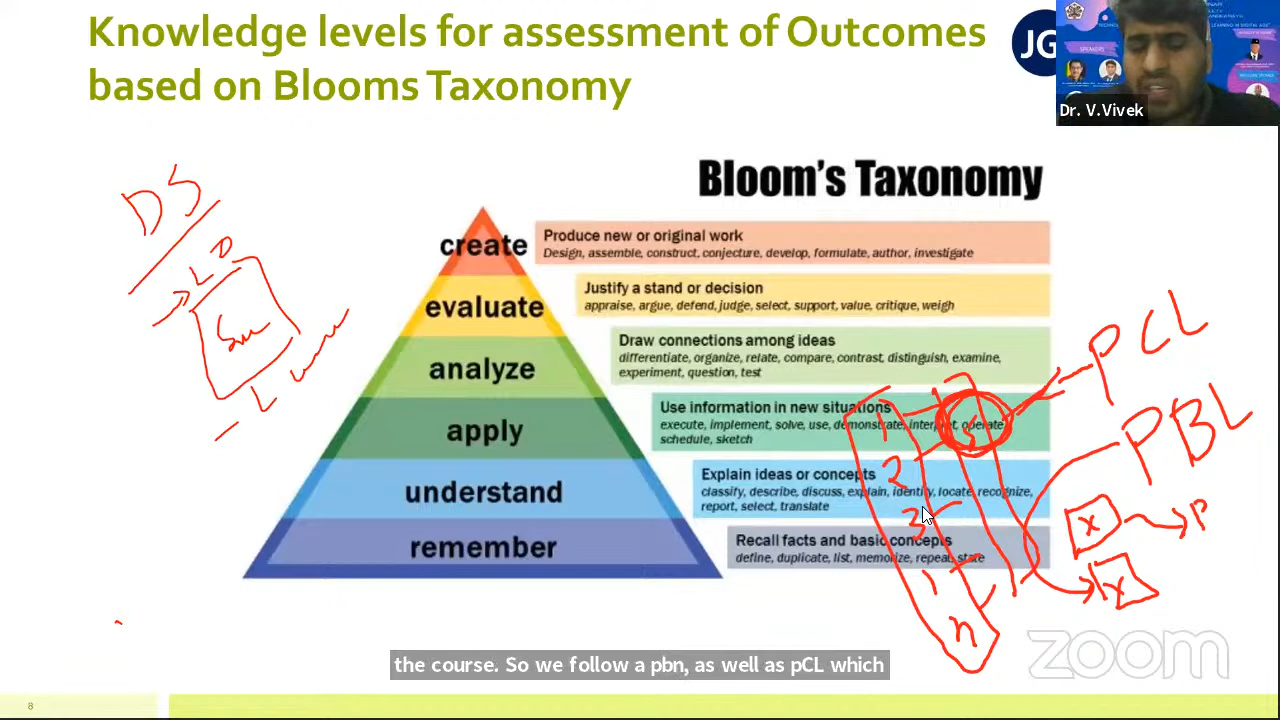 Knowledge levels for assessment of Outcomes
based on Blooms Taxonomy
JG
SPEAKERS
Dr. V.Vivek
Bloom's Taxonomy
create
Produce new or original work
Design, assemble, construct, conjecture, develop, formulate, author, investigate
evaluate
Justify a stand or decision
appraise, argue, defend, judge, select, support, value, critique, weigh
analyze
Draw connections among ideas
differentiate, organize, relate, compare, contrast, distinguish, examine,
experiment, question, test
apply
Use information in new situations
execute, implement, solve, use, demonstrate, interpret, operate,
schedule, sketch
understand
Explain ideas or concepts
classify, describe, discuss, explain, identify, locate, recognize,
report, select, translate
remember
Recall facts and basic concepts
define, duplicate, list, memorize, repeat, state
DS
LD
PCL
PBL
1
2
3
n
S
X
P
X
the course. So we follow a pbn, as well as pCL which
zoom
8